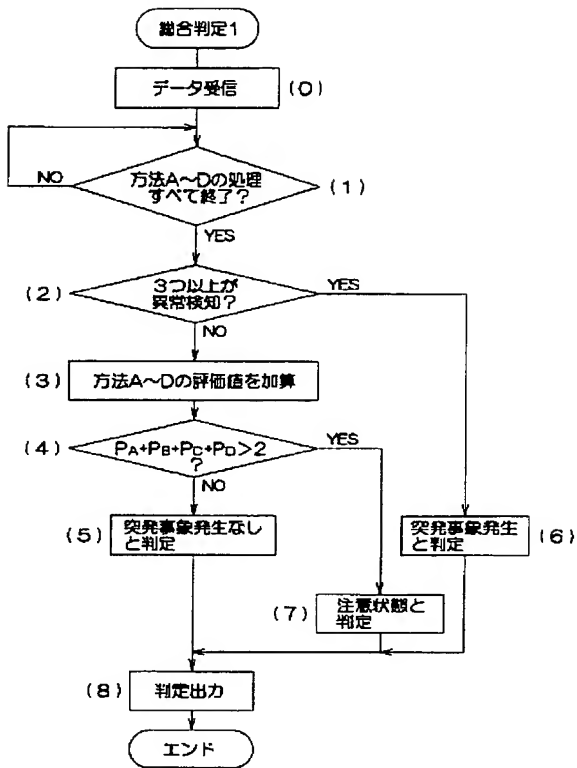 総合判定1
データ受信
(0)
方法A～Dの処理
すべて終了？
(1)
NO
YES
(2)
3つ以上が
異常検知？
YES
NO
(3)
方法A～Dの評価値を加算
(4)
PA+PB+PC+PD>2
?
YES
NO
(5)
突発事象発生なし
と判定
突発事象発生
と判定
(6)
(7)
注意状態と
判定
(8)
判定出力
エンド